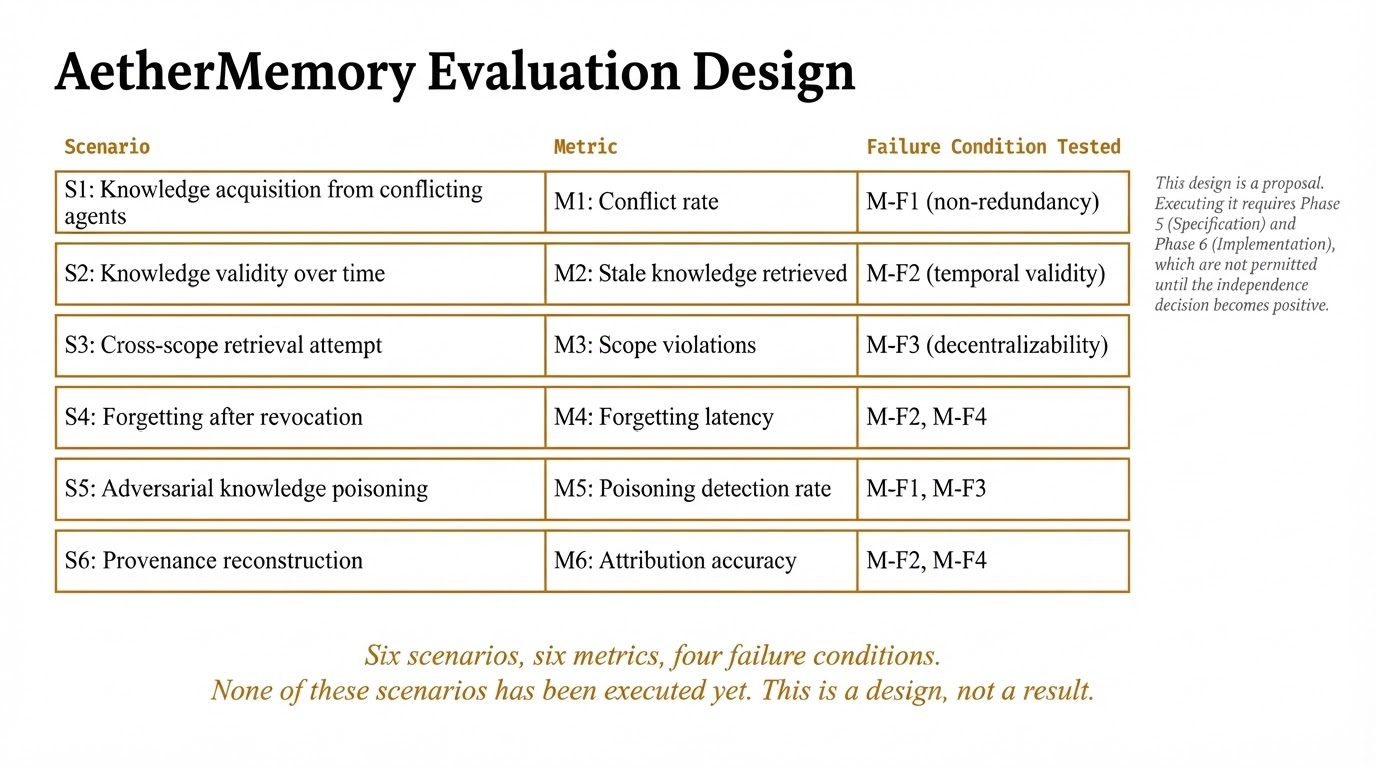 AetherMemory Evaluation Design
Scenario Metric Failure Condition Tested
S1: Knowledge acquisition from conflicting
agents
M1: Conflict rate
M-F1 (non-redundancy)
S2: Knowledge validity over time
M2: Stale knowledge retrieved
M-F2 (temporal validity)
S3: Cross-scope retrieval attempt
M3: Scope violations
M-F3 (decentralizability)
S4: Forgetting after revocation
M4: Forgetting latency
M-F2, M-F4
S5: Adversarial knowledge poisoning
M5: Poisoning detection rate
M-F1, M-F3
S6: Provenance reconstruction
M6: Attribution accuracy
M-F2, M-F4
This design is a proposal.
Executing it requires Phase
5 (Specification) and
Phase 6 (Implementation),
which are not permitted
until the independence
decision becomes positive.
Six scenarios, six metrics, four failure conditions.
None of these scenarios has been executed yet. This is a design, not a result.